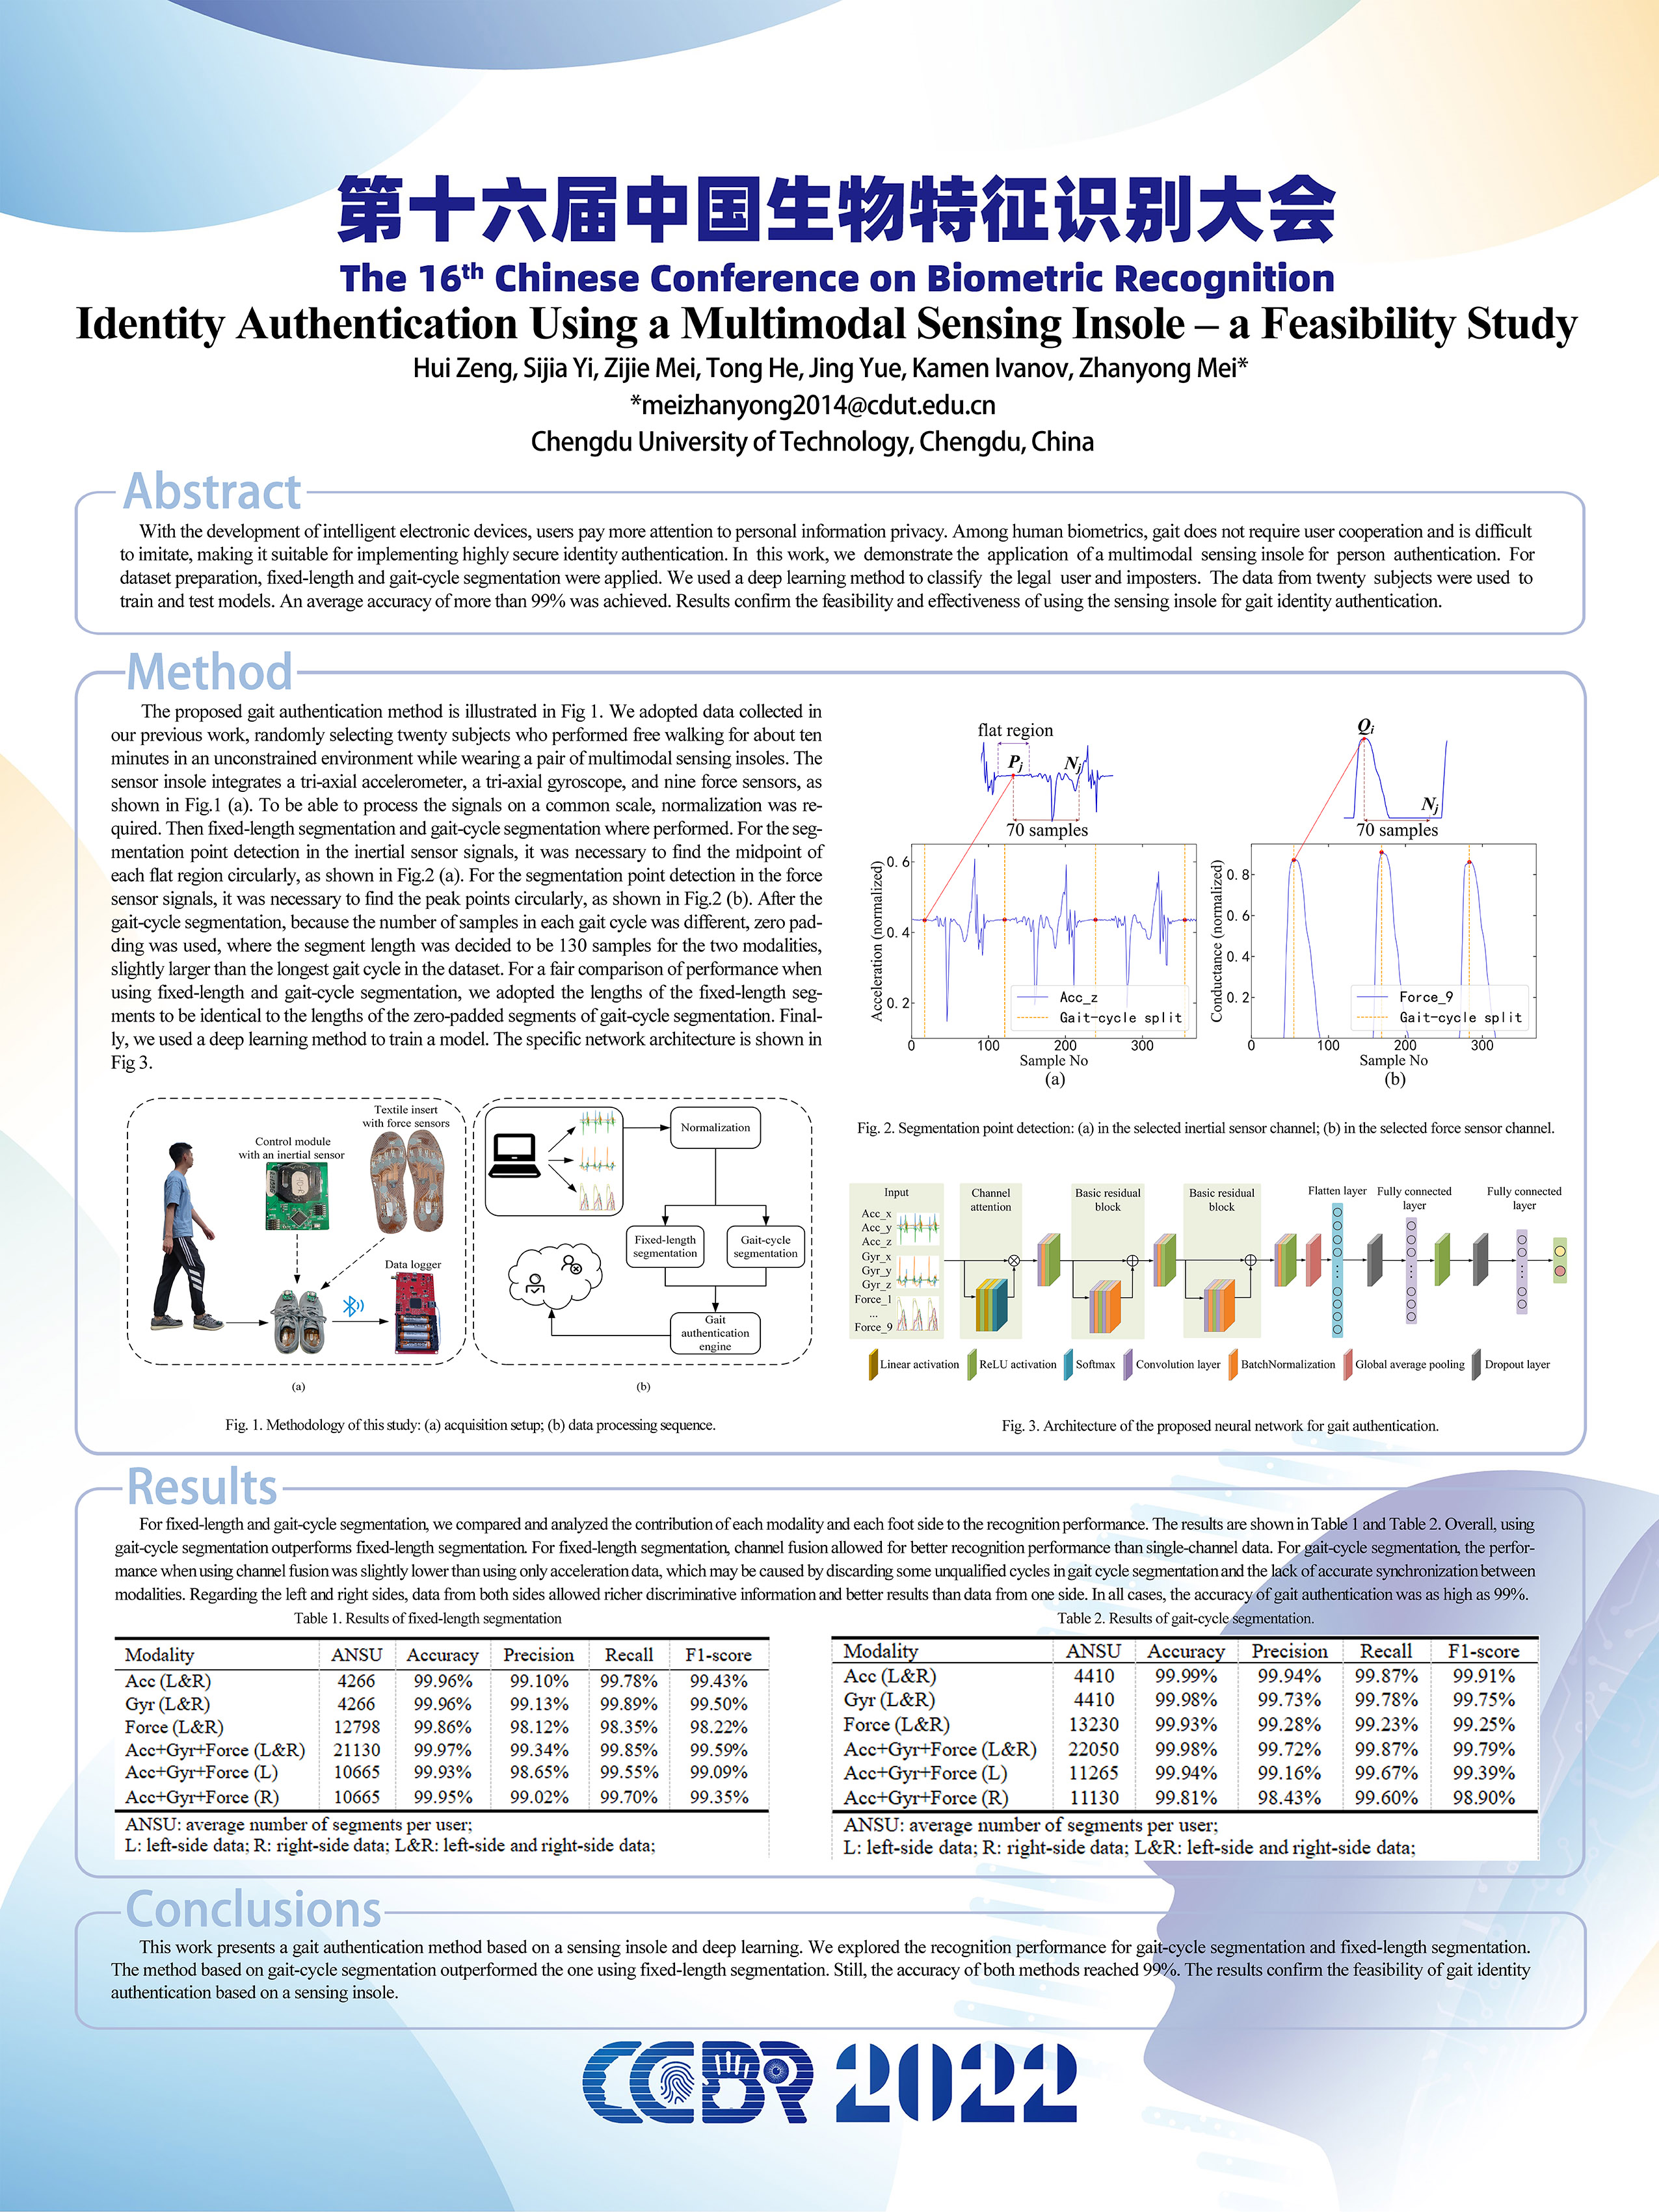 第十六届中国生物特征识别大会
The 16th Chinese Conference on Biometric Recognition
Identity Authentication Using a Multimodal Sensing Insole – a Feasibility Study
Hui Zeng, Sijia Yi, Zijie Mei, Tong He, Jing Yue, Kamen Ivanov, Zhanyong Mei*
*meizhanyong2014@cdut.edu.cn
Chengdu University of Technology, Chengdu, China
Abstract
With the development of intelligent electronic devices, users pay more attention to personal information privacy. Among human biometrics, gait does not require user cooperation and is difficult
to imitate, making it suitable for implementing highly secure identity authentication. In this work, we demonstrate the application of a multimodal sensing insole for person authentication. For
dataset preparation, fixed-length and gait-cycle segmentation were applied. We used a deep learning method to classify the legal user and imposters. The data from twenty subjects were used to
train and test models. An average accuracy of more than 99% was achieved. Results confirm the feasibility and effectiveness of using the sensing insole for gait identity authentication.
Method
The proposed gait authentication method is illustrated in Fig 1. We adopted data collected in
our previous work, randomly selecting twenty subjects who performed free walking for about ten
minutes in an unconstrained environment while wearing a pair of multimodal sensing insoles. The
sensor insole integrates a tri-axial accelerometer, a tri-axial gyroscope, and nine force sensors, as
shown in Fig.1 (a). To be able to process the signals on a common scale, normalization was re-
quired. Then fixed-length segmentation and gait-cycle segmentation where performed. For the seg-
mentation point detection in the inertial sensor signals, it was necessary to find the midpoint of
each flat region circularly, as shown in Fig.2 (a). For the segmentation point detection in the force
sensor signals, it was necessary to find the peak points circularly, as shown in Fig.2 (b). After the
gait-cycle segmentation, because the number of samples in each gait cycle was different, zero pad-
ding was used, where the segment length was decided to be 130 samples for the two modalities,
slightly larger than the longest gait cycle in the dataset. For a fair comparison of performance when
using fixed-length and gait-cycle segmentation, we adopted the lengths of the fixed-length seg-
ments to be identical to the lengths of the zero-padded segments of gait-cycle segmentation. Final-
ly, we used a deep learning method to train a model. The specific network architecture is shown in
Fig 3.
Textile insert
with force sensors
Control module
with an inertial sensor
Data logger
(a)
Normalization
Fixed-length
segmentation
Gait-cycle
segmentation
Gait
authentication
engine
(b)
Fig. 1. Methodology of this study: (a) acquisition setup; (b) data processing sequence.
flat region
Pj
Nj
70 samples
Acceleration (normalized)
0.6
0.4
0.2
Acc_z
Gait-cycle split
0 100 200 300
Sample No
(a)
Qi
Nj
70 samples
Conductance (normalized)
0.8
0.6
0.4
0.2
Force_9
Gait-cycle split
0 100 200 300
Sample No
(b)
Fig. 2. Segmentation point detection: (a) in the selected inertial sensor channel; (b) in the selected force sensor channel.
Input
Acc_x
Acc_y
Acc_z
Gyr_x
Gyr_y
Gyr_z
Force_1
...
Force_9
Channel
attention
Basic residual
block
Basic residual
block
Flatten layer
Fully connected
layer
Fully connected
layer
Linear activation ReLU activation Softmax Convolution layer BatchNormalization Global average pooling Dropout layer
Fig. 3. Architecture of the proposed neural network for gait authentication.
Results
For fixed-length and gait-cycle segmentation, we compared and analyzed the contribution of each modality and each foot side to the recognition performance. The results are shown in Table 1 and Table 2. Overall, using
gait-cycle segmentation outperforms fixed-length segmentation. For fixed-length segmentation, channel fusion allowed for better recognition performance than single-channel data. For gait-cycle segmentation, the perfor-
mance when using channel fusion was slightly lower than using only acceleration data, which may be caused by discarding some unqualified cycles in gait cycle segmentation and the lack of accurate synchronization between
modalities. Regarding the left and right sides, data from both sides allowed richer discriminative information and better results than data from one side. In all cases, the accuracy of gait authentication was as high as 99%.
Table 1. Results of fixed-length segmentation
Modality ANSU Accuracy Precision Recall F1-score
Acc (L&R) 4266 99.96% 99.10% 99.78% 99.43%
Gyr (L&R) 4266 99.96% 99.13% 99.89% 99.50%
Force (L&R) 12798 99.86% 98.12% 98.35% 98.22%
Acc+Gyr+Force (L&R) 21130 99.97% 99.34% 99.85% 99.59%
Acc+Gyr+Force (L) 10665 99.93% 98.65% 99.55% 99.09%
Acc+Gyr+Force (R) 10665 99.95% 99.02% 99.70% 99.35%
ANSU: average number of segments per user;
L: left-side data; R: right-side data; L&R: left-side and right-side data;
Table 2. Results of gait-cycle segmentation.
Modality ANSU Accuracy Precision Recall F1-score
Acc (L&R) 4410 99.99% 99.94% 99.87% 99.91%
Gyr (L&R) 4410 99.98% 99.73% 99.78% 99.75%
Force (L&R) 13230 99.93% 99.28% 99.23% 99.25%
Acc+Gyr+Force (L&R) 22050 99.98% 99.72% 99.87% 99.79%
Acc+Gyr+Force (L) 11265 99.94% 99.16% 99.67% 99.39%
Acc+Gyr+Force (R) 11130 99.81% 98.43% 99.60% 98.90%
ANSU: average number of segments per user;
L: left-side data; R: right-side data; L&R: left-side and right-side data;
Conclusions
This work presents a gait authentication method based on a sensing insole and deep learning. We explored the recognition performance for gait-cycle segmentation and fixed-length segmentation.
The method based on gait-cycle segmentation outperformed the one using fixed-length segmentation. Still, the accuracy of both methods reached 99%. The results confirm the feasibility of gait identity
authentication based on a sensing insole.
CCBR 2022